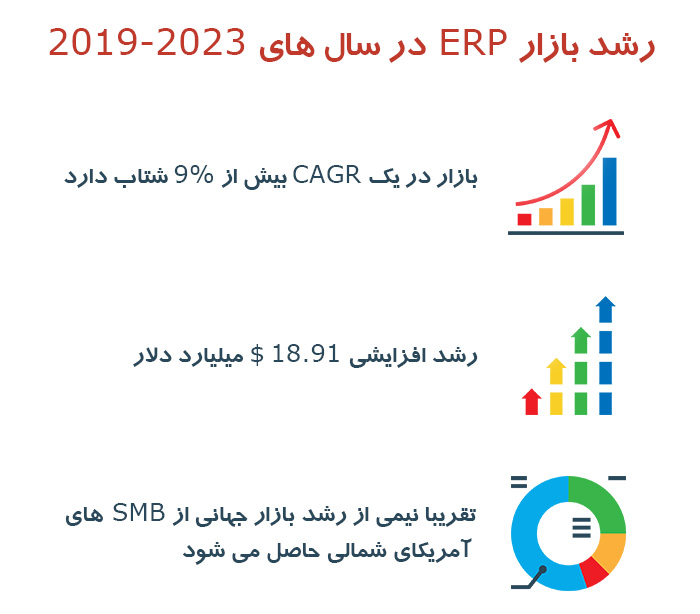 رشد بازار ERP در سال های 2023-2019
بازار در یک CAGR بیش از 9% شتاب دارد
رشد افزایشی 18.91 $ میلیارد دلار
تقریبا نیمی از رشد بازار جهانی از SMB های
آمریکای شمالی حاصل می شود